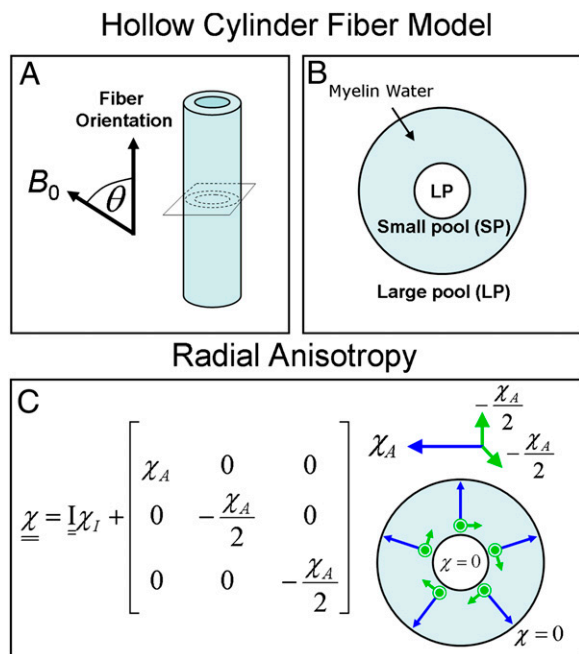 Hollow Cylinder Fiber Model
A
Fiber
Orientation
B₀
θ
B
Myelin Water
LP
Small pool (SP)
Large pool (LP)
Radial Anisotropy
C
χ = I χ_I + [χ_A 0 0
0 -χ_A/2 0
0 0 -χ_A/2]
χ_A
-χ_A/2
-χ_A/2
χ=0
χ=0